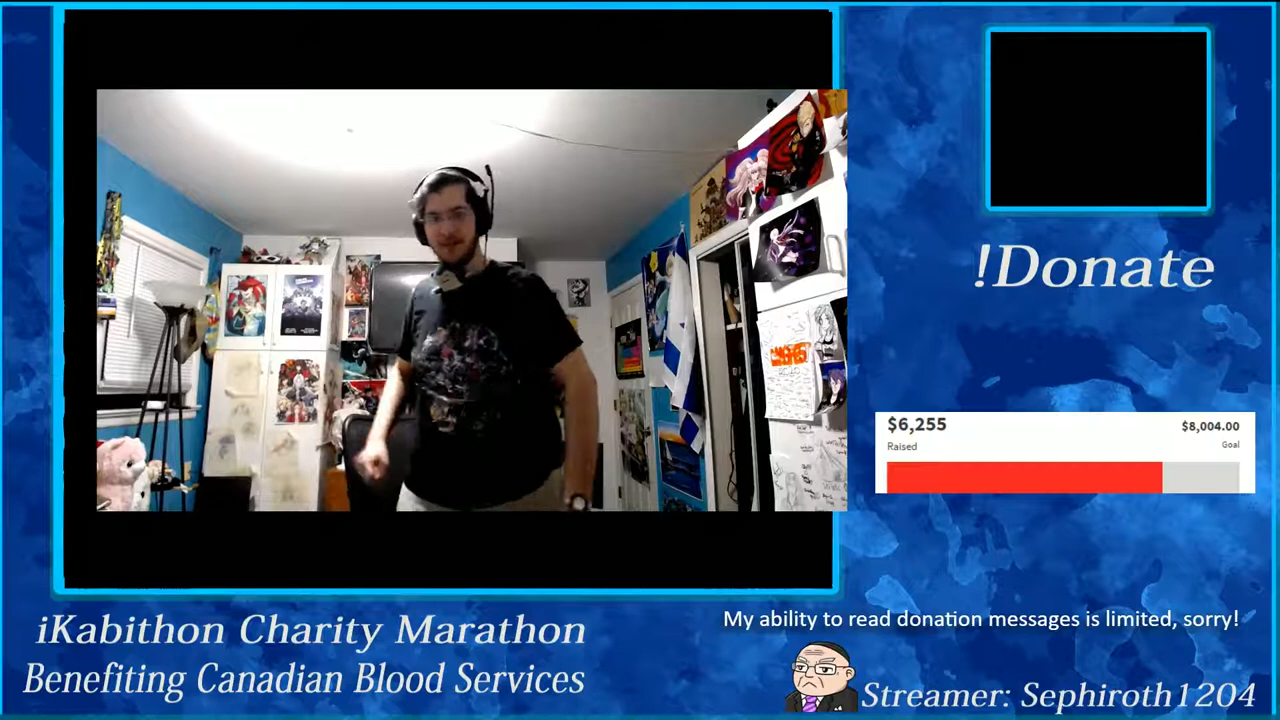 !Donate
$6,255
$8,004.00
Raised
Goal
My ability to read donation messages is limited, sorry!
iKabithon Charity Marathon
Benefiting Canadian Blood Services
Streamer: Sephiroth1204